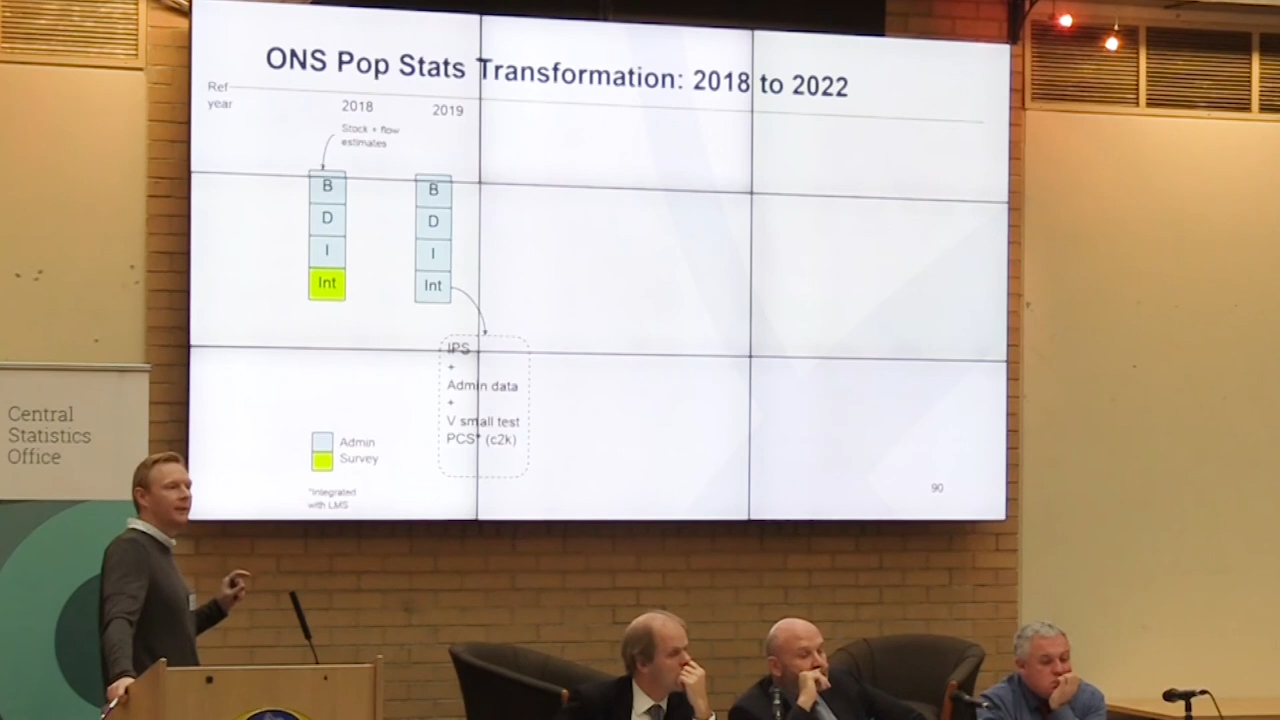 ONS Pop Stats Transformation: 2018 to 2022
Ref
year
2018
2019
Stock + flow
estimates
B
D
I
Int
B
D
I
Int
IPS
+
Admin data
+
V small test
PCS* (c2k)
Admin
Survey
*Integrated
with LMS
90
Central
Statistics
Office